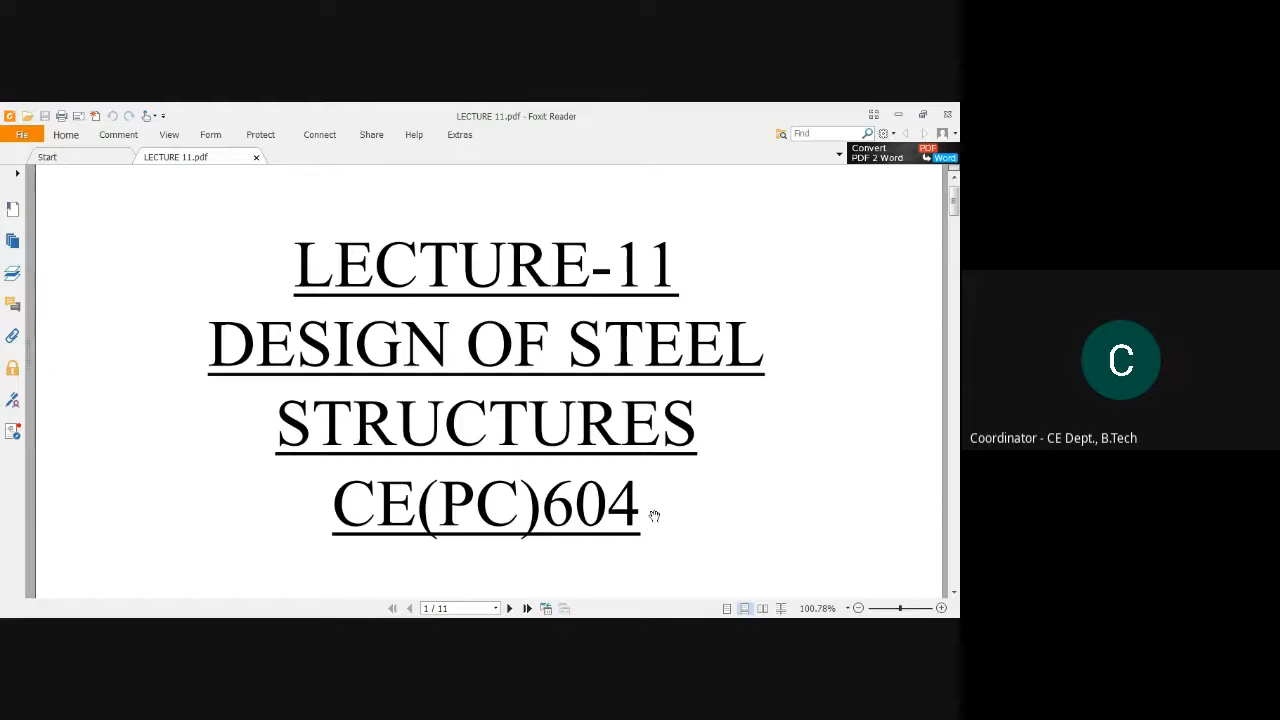 LECTURE 11.pdf - Foxit Reader
File Home Comment View Form Protect Connect Share Help Extras Find
Start LECTURE 11.pdf
Convert PDF
PDF 2 Word Word
LECTURE-11
DESIGN OF STEEL
STRUCTURES
CE(PC)604
C
Coordinator - CE Dept., B.Tech
1 / 11
100.78%